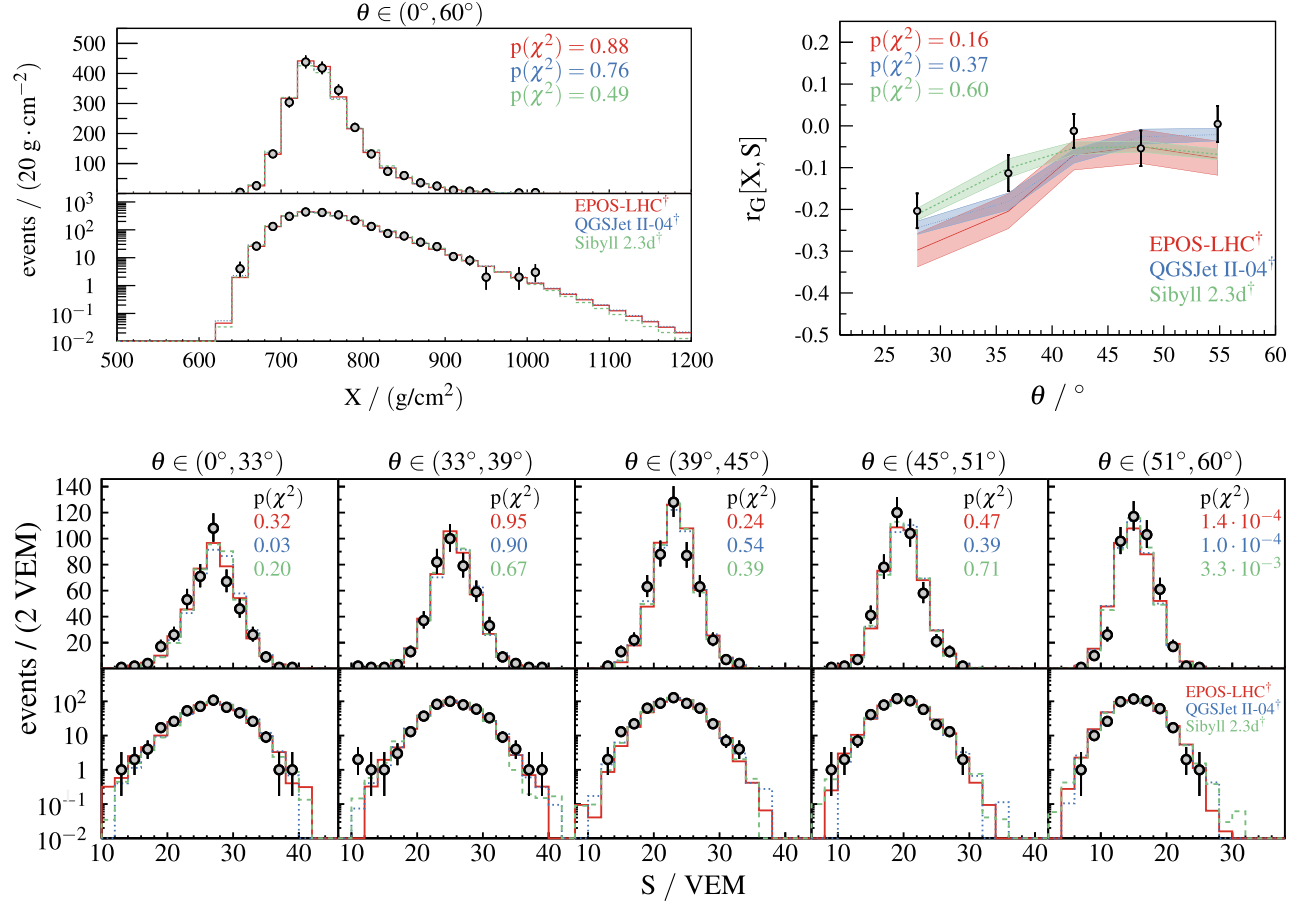 θ ∈ (0°, 60°)
events / (20 g·cm⁻²)
500
400
300
200
100
p(χ²) = 0.88
p(χ²) = 0.76
p(χ²) = 0.49
10³
10²
10
1
10⁻¹
10⁻²
EPOS-LHC†
QGSJet II-04†
Sibyll 2.3d†
500 600 700 800 900 1000 1100 1200
X / (g/cm²)
r_G[X, S]
0.2
0.1
0.0
-0.1
-0.2
-0.3
-0.4
-0.5
p(χ²) = 0.16
p(χ²) = 0.37
p(χ²) = 0.60
EPOS-LHC†
QGSJet II-04†
Sibyll 2.3d†
25 30 35 40 45 50 55 60
θ / °
θ ∈ (0°, 33°) θ ∈ (33°, 39°) θ ∈ (39°, 45°) θ ∈ (45°, 51°) θ ∈ (51°, 60°)
events / (2 VEM)
140
120
100
80
60
40
20
p(χ²) p(χ²) p(χ²) p(χ²) p(χ²)
0.32 0.95 0.24 0.47 1.4·10⁻⁴
0.03 0.90 0.54 0.39 1.0·10⁻⁴
0.20 0.67 0.39 0.71 3.3·10⁻³
10²
10
1
10⁻¹
10⁻²
EPOS-LHC†
QGSJet II-04†
Sibyll 2.3d†
10 20 30 40 10 20 30 40 10 20 30 40 10 20 30 40 10 20 30
S / VEM